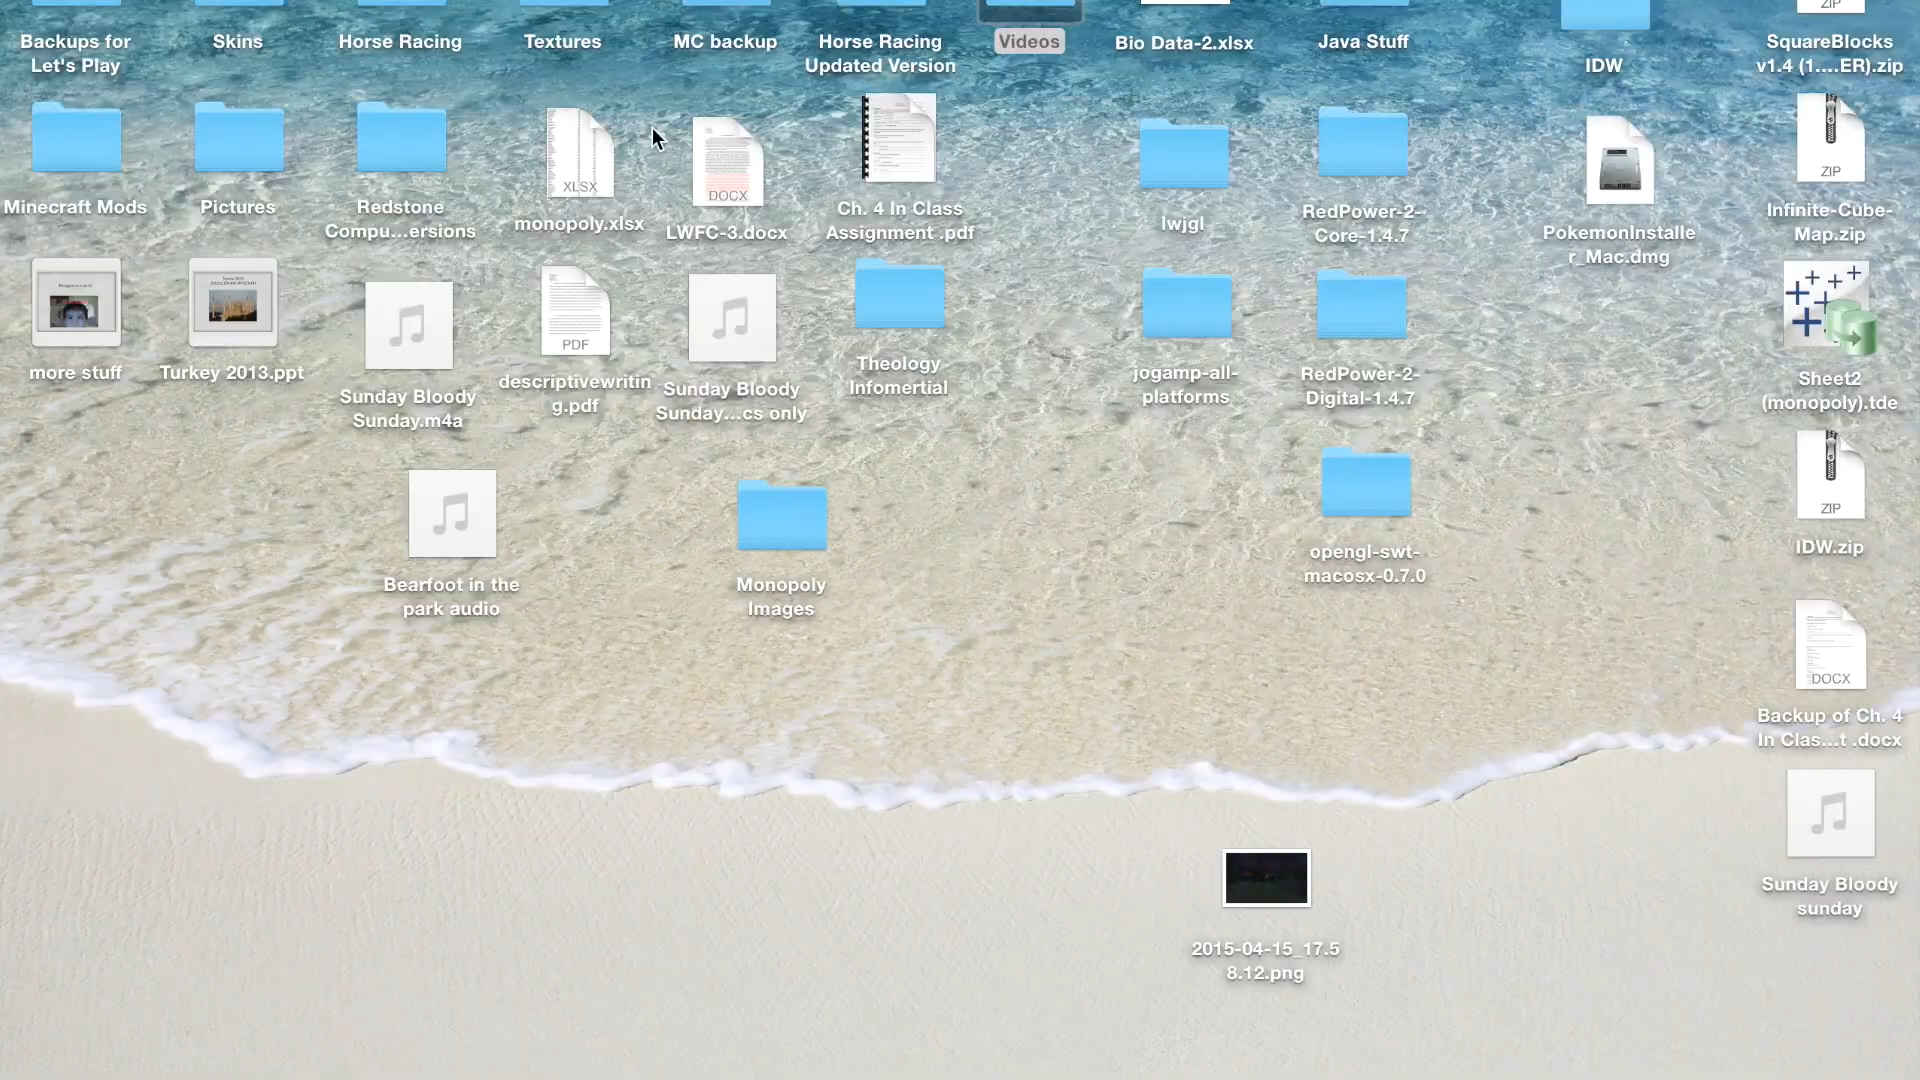 ZIP
Backups for
Let's Play
Skins
Horse Racing
Textures
MC backup
Horse Racing
Updated Version
Videos
Bio Data-2.xlsx
Java Stuff
IDW
SquareBlocks
v1.4 (1....ER).zip
Minecraft Mods
Pictures
Redstone
Compu...ersions
XLSX
monopoly.xlsx
DOCX
LWFC-3.docx
Ch. 4 In Class
Assignment .pdf
lwjgl
RedPower-2-
Core-1.4.7
PokemonInstalle
r_Mac.dmg
ZIP
Infinite-Cube-
Map.zip
more stuff
Turkey 2013.ppt
Sunday Bloody
Sunday.m4a
PDF
descriptivewritin
g.pdf
Sunday Bloody
Sunday...cs only
Theology
Infomertial
jogamp-all-
platforms
RedPower-2-
Digital-1.4.7
Sheet2
(monopoly).tde
Bearfoot in the
park audio
Monopoly
Images
opengl-swt-
macosx-0.7.0
ZIP
IDW.zip
DOCX
Backup of Ch. 4
In Clas...t .docx
Sunday Bloody
sunday
2015-04-15_17.5
8.12.png